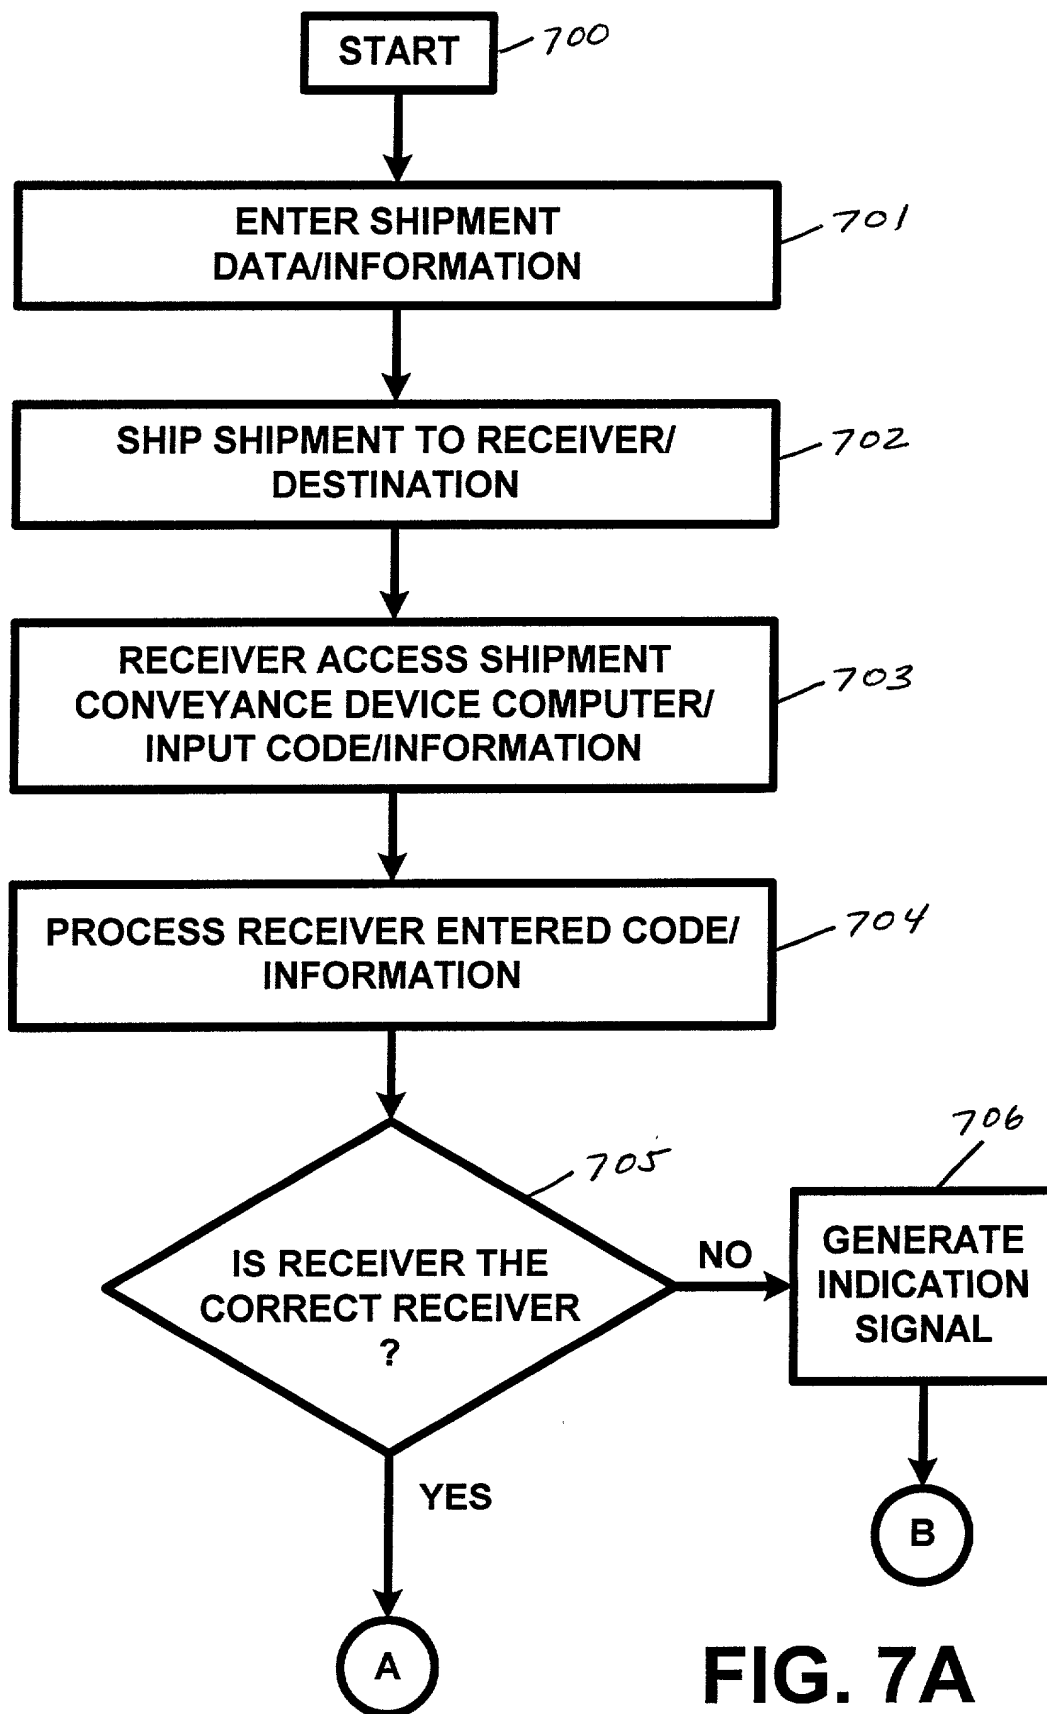 START
700
ENTER SHIPMENT
DATA/INFORMATION
701
SHIP SHIPMENT TO RECEIVER/
DESTINATION
702
RECEIVER ACCESS SHIPMENT
CONVEYANCE DEVICE COMPUTER/
INPUT CODE/INFORMATION
703
PROCESS RECEIVER ENTERED CODE/
INFORMATION
704
IS RECEIVER THE
CORRECT RECEIVER
?
705
NO
706
GENERATE
INDICATION
SIGNAL
YES
B
A
FIG. 7A